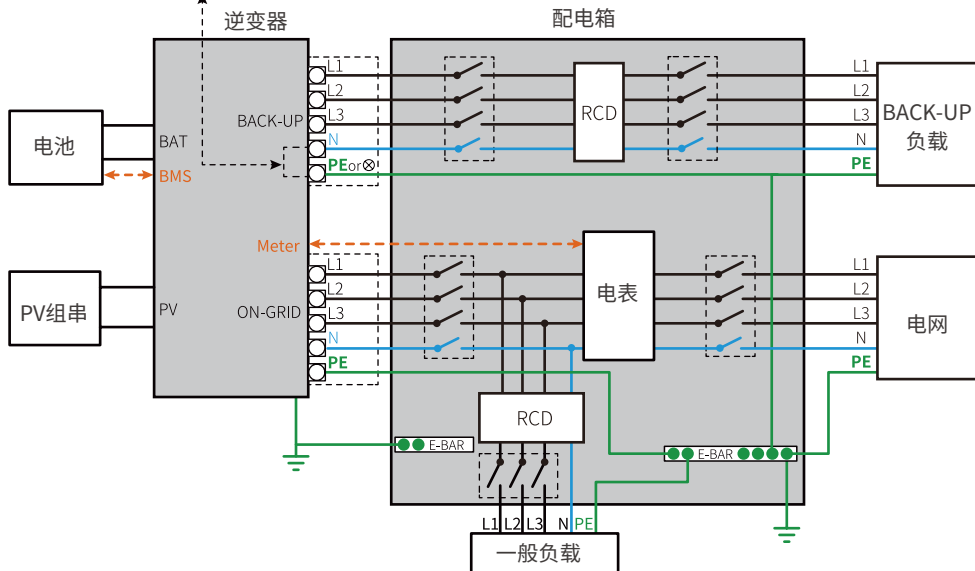 逆变器
配电箱
L1
L2
L3
N
PEor⊗
BACK-UP
RCD
L1
L2
L3
N
PE
BACK-UP
负载
电池
BAT
BMS
Meter
电表
PV组串
PV
ON-GRID
L1
L2
L3
N
PE
L1
L2
L3
N
PE
电网
RCD
E-BAR
E-BAR
L1 L2 L3 N PE
一般负载